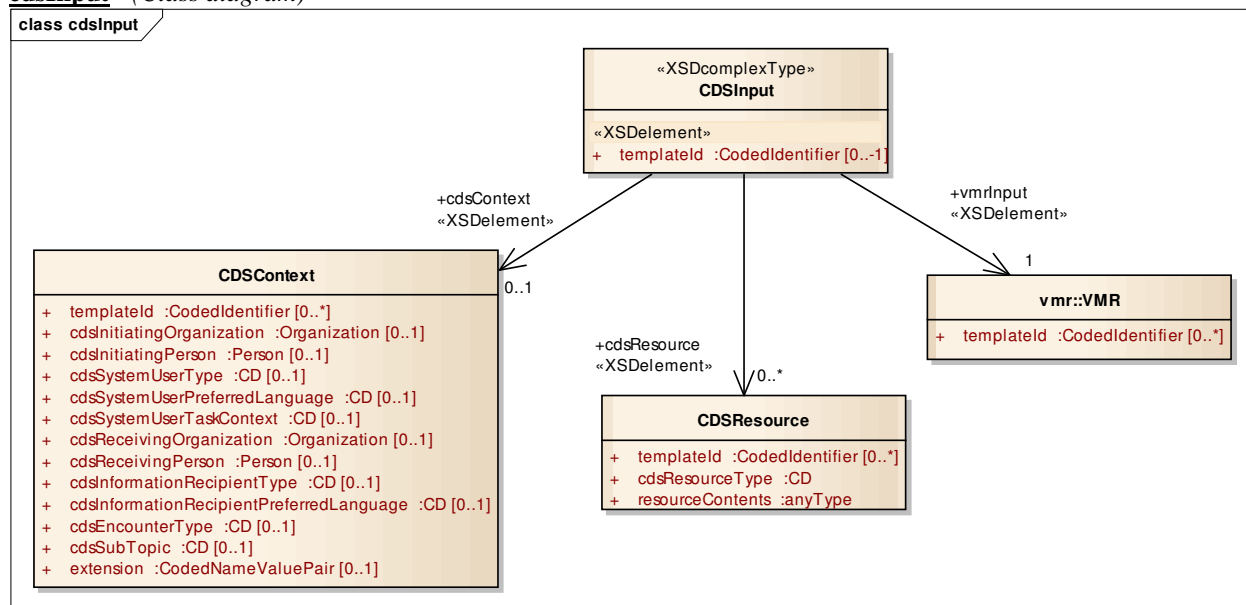 cdsInput (Class diagram)
class cdsInput
«XSDcomplexType»
CDSInput
«XSDelement»
+ templateId :CodedIdentifier [0..-1]
+cdsContext
«XSDelement»
0..1
+vmrInput
«XSDelement»
1
+cdsResource
«XSDelement»
0..*
CDSContext
+ templateId :CodedIdentifier [0..*]
+ cdsInitiatingOrganization :Organization [0..1]
+ cdsInitiatingPerson :Person [0..1]
+ cdsSystemUserType :CD [0..1]
+ cdsSystemUserPreferredLanguage :CD [0..1]
+ cdsSystemUserTaskContext :CD [0..1]
+ cdsReceivingOrganization :Organization [0..1]
+ cdsReceivingPerson :Person [0..1]
+ cdsInformationRecipientType :CD [0..1]
+ cdsInformationRecipientPreferredLanguage :CD [0..1]
+ cdsEncounterType :CD [0..1]
+ cdsSubTopic :CD [0..1]
+ extension :CodedNameValuePair [0..1]
CDSResource
+ templateId :CodedIdentifier [0..*]
+ cdsResourceType :CD
+ resourceContents :anyType
vmr::VMR
+ templateId :CodedIdentifier [0..*]